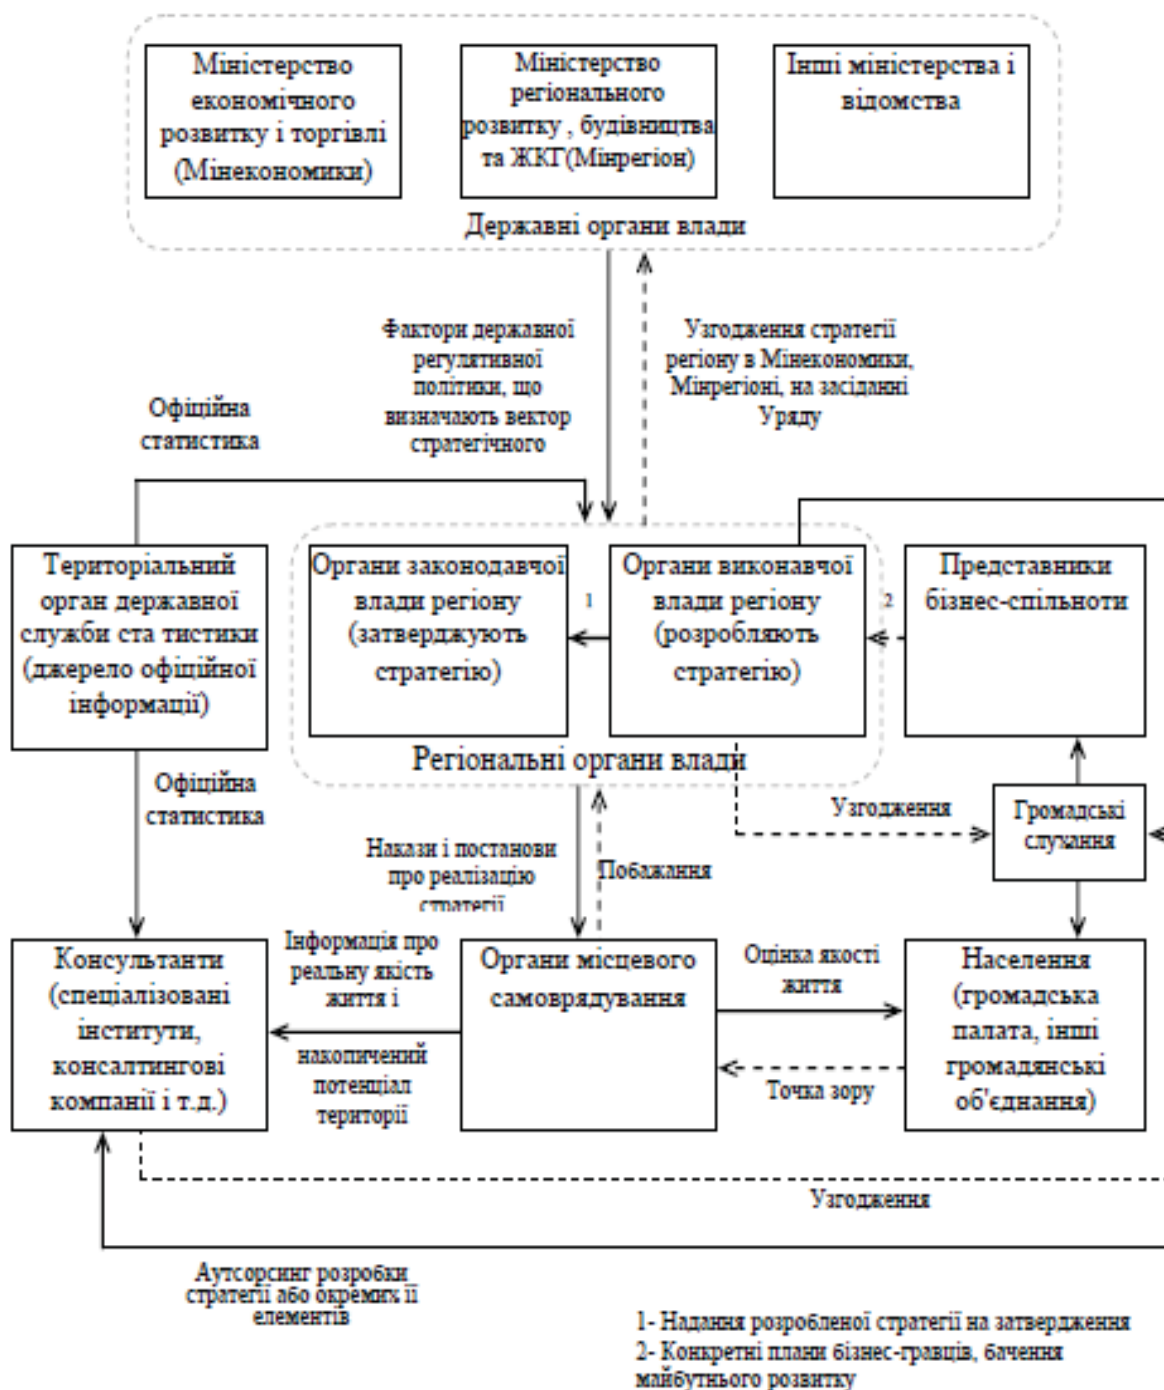 Міністерство
економічного
розвитку і торгівлі
(Мінекономики)
Міністерство
регіонального
розвитку , будівництва
та ЖКГ(Мінрегіон)
Інші міністерства і
відомства
Державні органи влади
Фактори державної
регулятивної
політики, що
визначають вектор
стратегічного
Узгодження стратегії
регіону в Мінекономики,
Мінрегіоні, на засіданні
Уряду
Офіційна
статистика
Територіальний
орган державної
служби ста тистики
(джерело офіційної
інформації)
Органи законодавчої
влади регіону
(затверджують
стратегію)
1
Органи виконавчої
влади регіону
(розробляють
стратегію)
2
Представники
бізнес-спільноти
Регіональні органи влади
Офіційна
статистика
Узгодження
Громадські
слухання
Накази і постанови
про реалізацію
стратегії
Побажання
Консультанти
(спеціалізовані
інститути,
консалтингові
компанії і т.д.)
Інформація про
реальну якість
життя і
накопичений
потенціал
території
Органи місцевого
самоврядування
Оцінка якості
життя
Точка зору
Населення
(громадська
палата, інші
громадянські
об'єднання)
Узгодження
Аутсорсинг розробки
стратегії або окремих її
елементів
1- Надання розробленої стратегії на затвердження
2- Конкретні плани бізнес-гравців, бачення
майбутнього розвитку